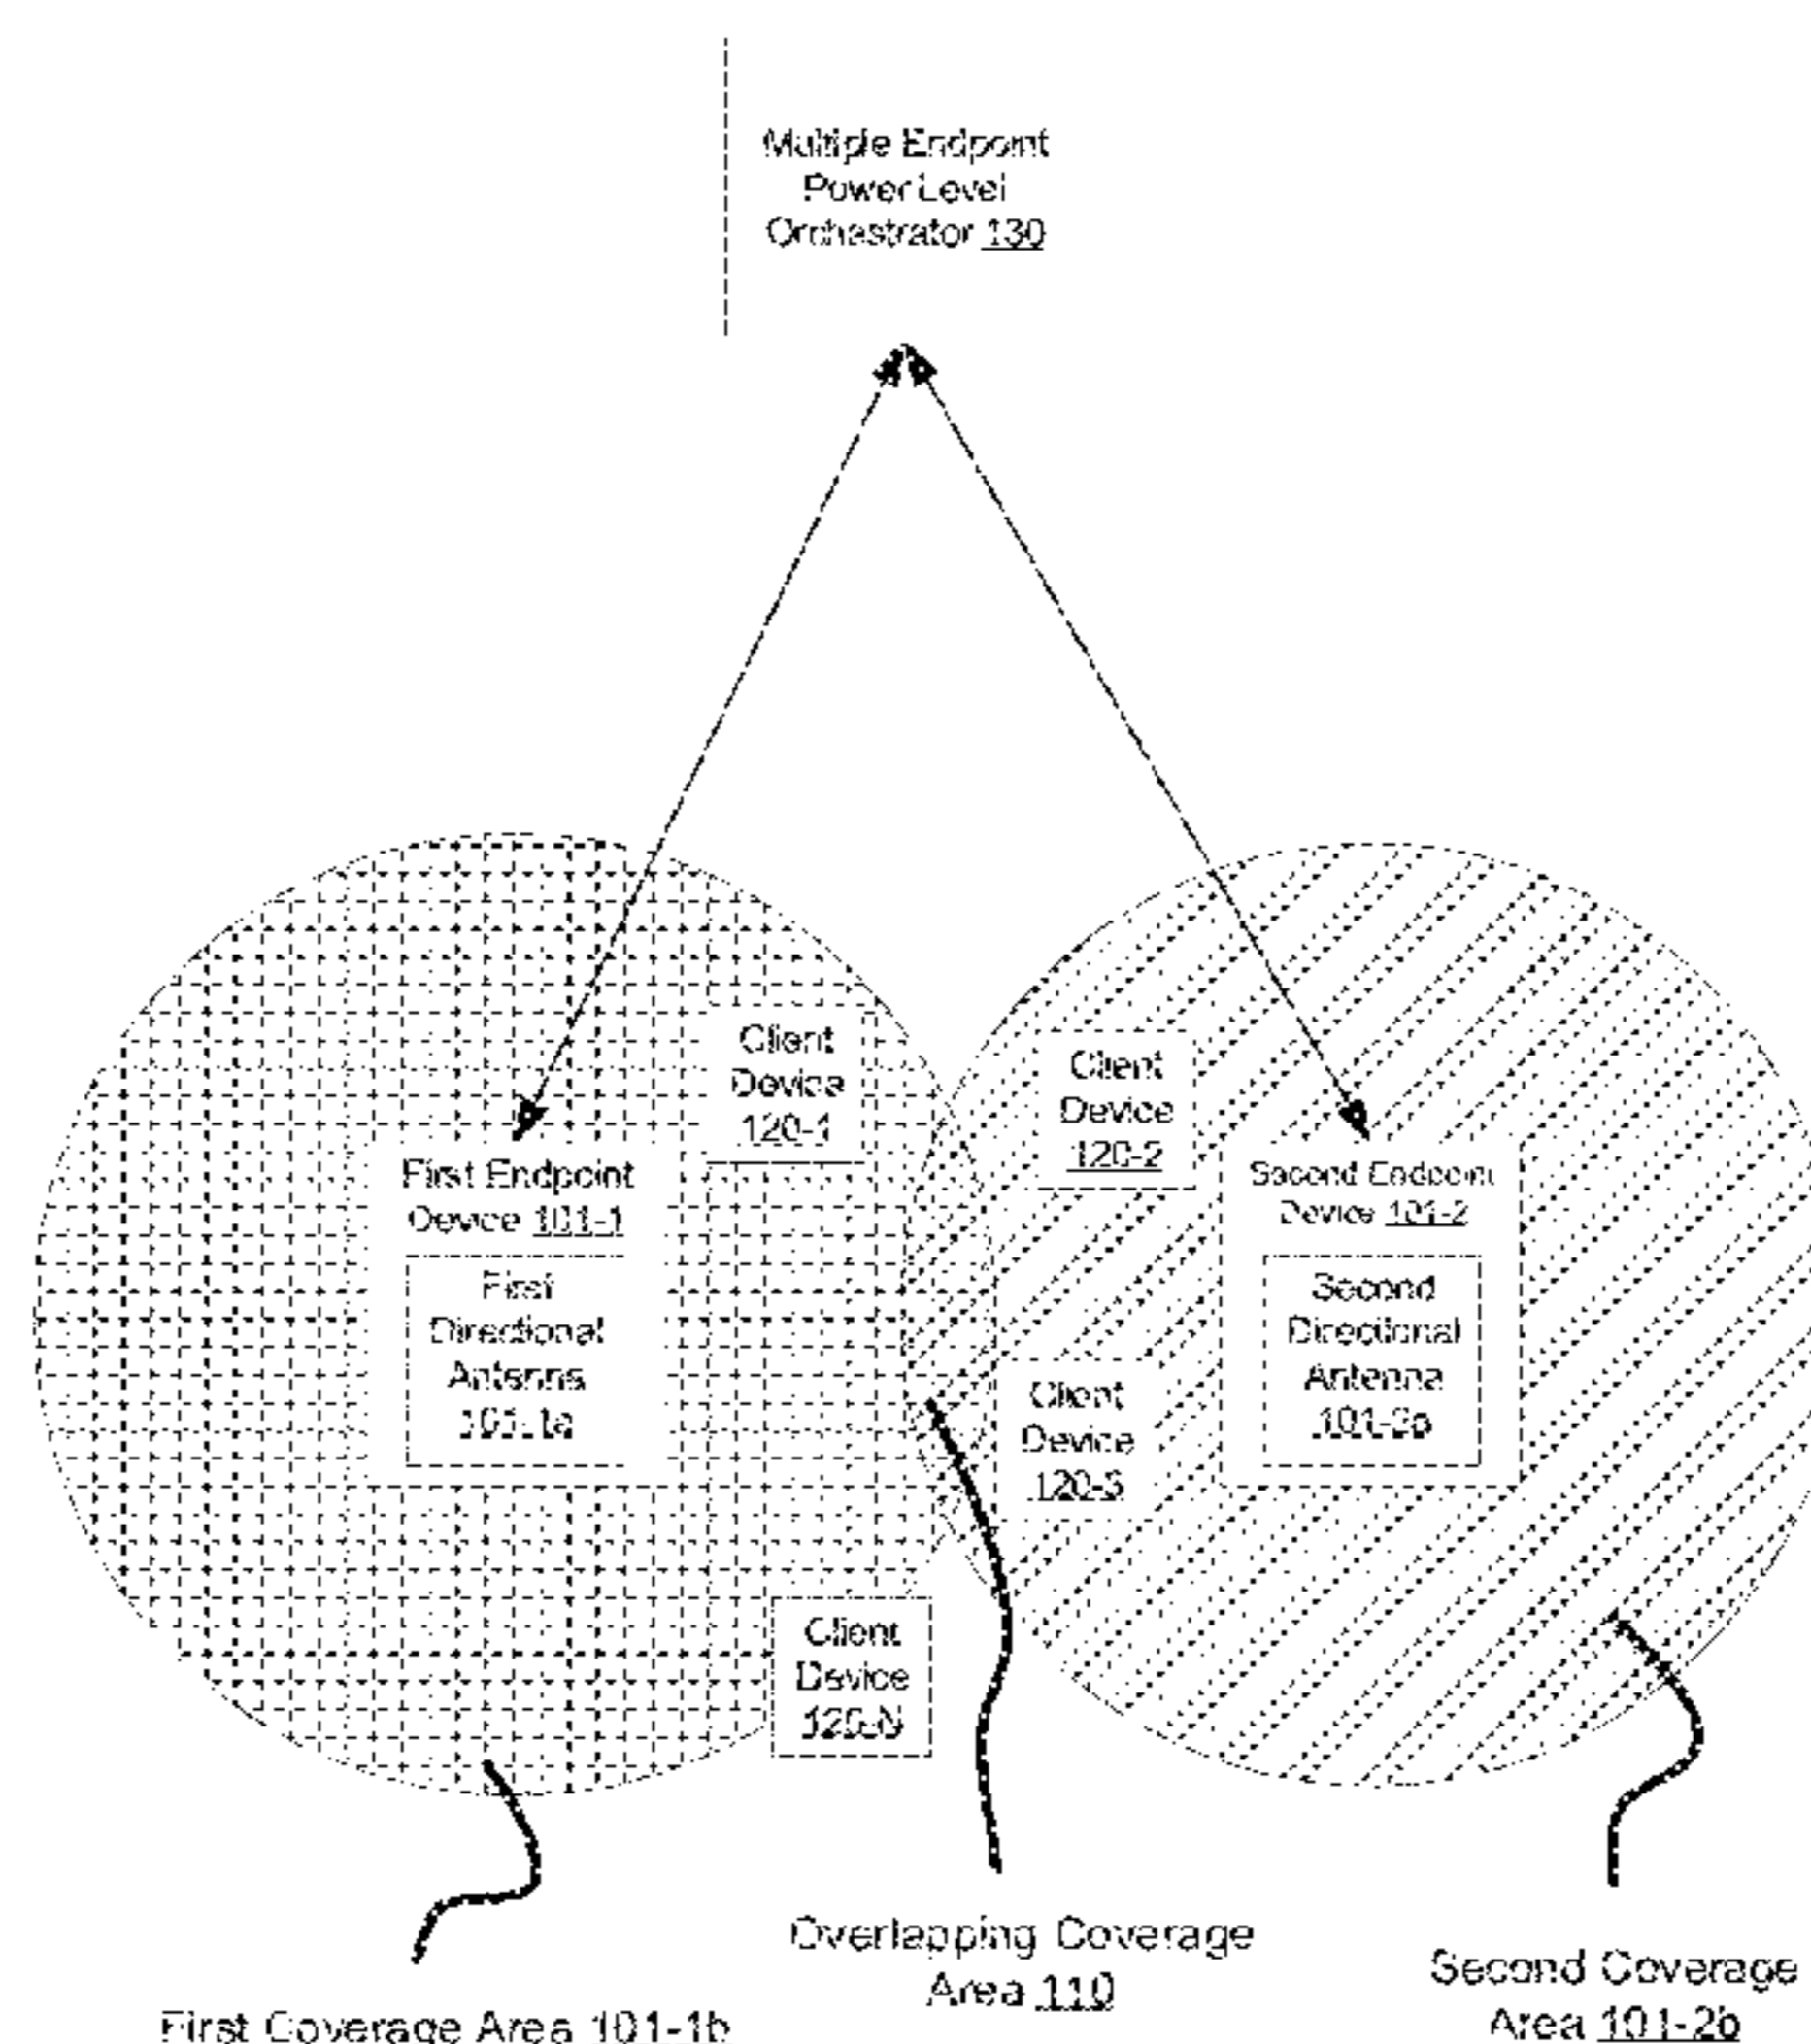 Multiple Endpoint
Power Level
Orchestrator 130
Client
Device
120-1
Client
Device
120-2
First Endpoint
Device 101-1
First
Directional
Antenna
101-1a
Second Endpoint
Device 101-2
Second
Directional
Antenna
101-2a
Client
Device
120-3
Client
Device
120-N
Overlapping Coverage
Area 110
Second Coverage
Area 101-2b
First Coverage Area 101-1b